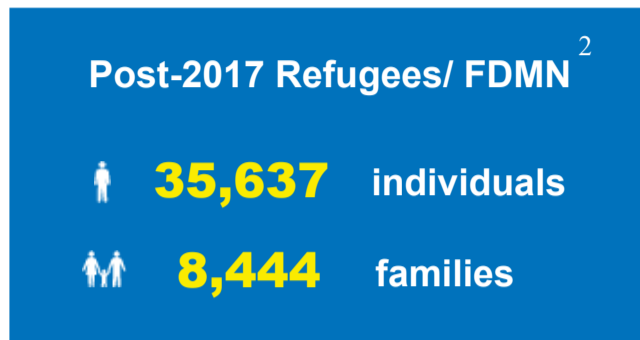 Post-2017 Refugees/ FDMN 2
35,637 individuals
8,444 families